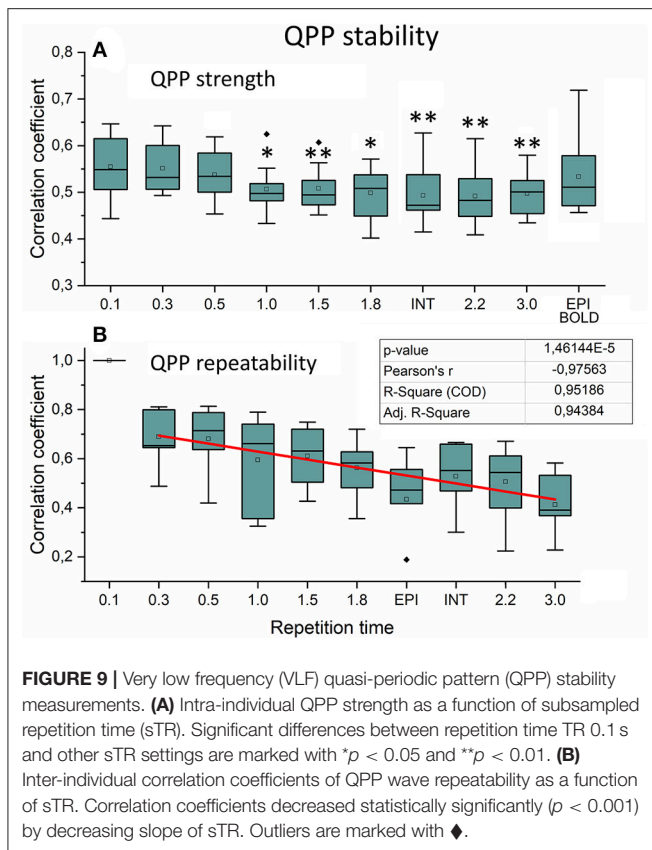 QPP stability
A
QPP strength
Correlation coefficient
0,8
0,7
0,6
0,5
0,4
0,3
* ** * ** ** **
0.1 0.3 0.5 1.0 1.5 1.8 INT 2.2 3.0 EPI BOLD
B
QPP repeatability
p-value 1,46144E-5
Pearson's r -0,97563
R-Square (COD) 0,95186
Adj. R-Square 0,94384
Correlation coefficient
1,0
0,8
0,6
0,4
0,2
0.1 0.3 0.5 1.0 1.5 1.8 EPI INT 2.2 3.0
Repetition time
FIGURE 9 | Very low frequency (VLF) quasi-periodic pattern (QPP) stability
measurements. (A) Intra-individual QPP strength as a function of subsampled
repetition time (sTR). Significant differences between repetition time TR 0.1 s
and other sTR settings are marked with *p < 0.05 and **p < 0.01. (B)
Inter-individual correlation coefficients of QPP wave repeatability as a function
of sTR. Correlation coefficients decreased statistically significantly (p < 0.001)
by decreasing slope of sTR. Outliers are marked with ♦.